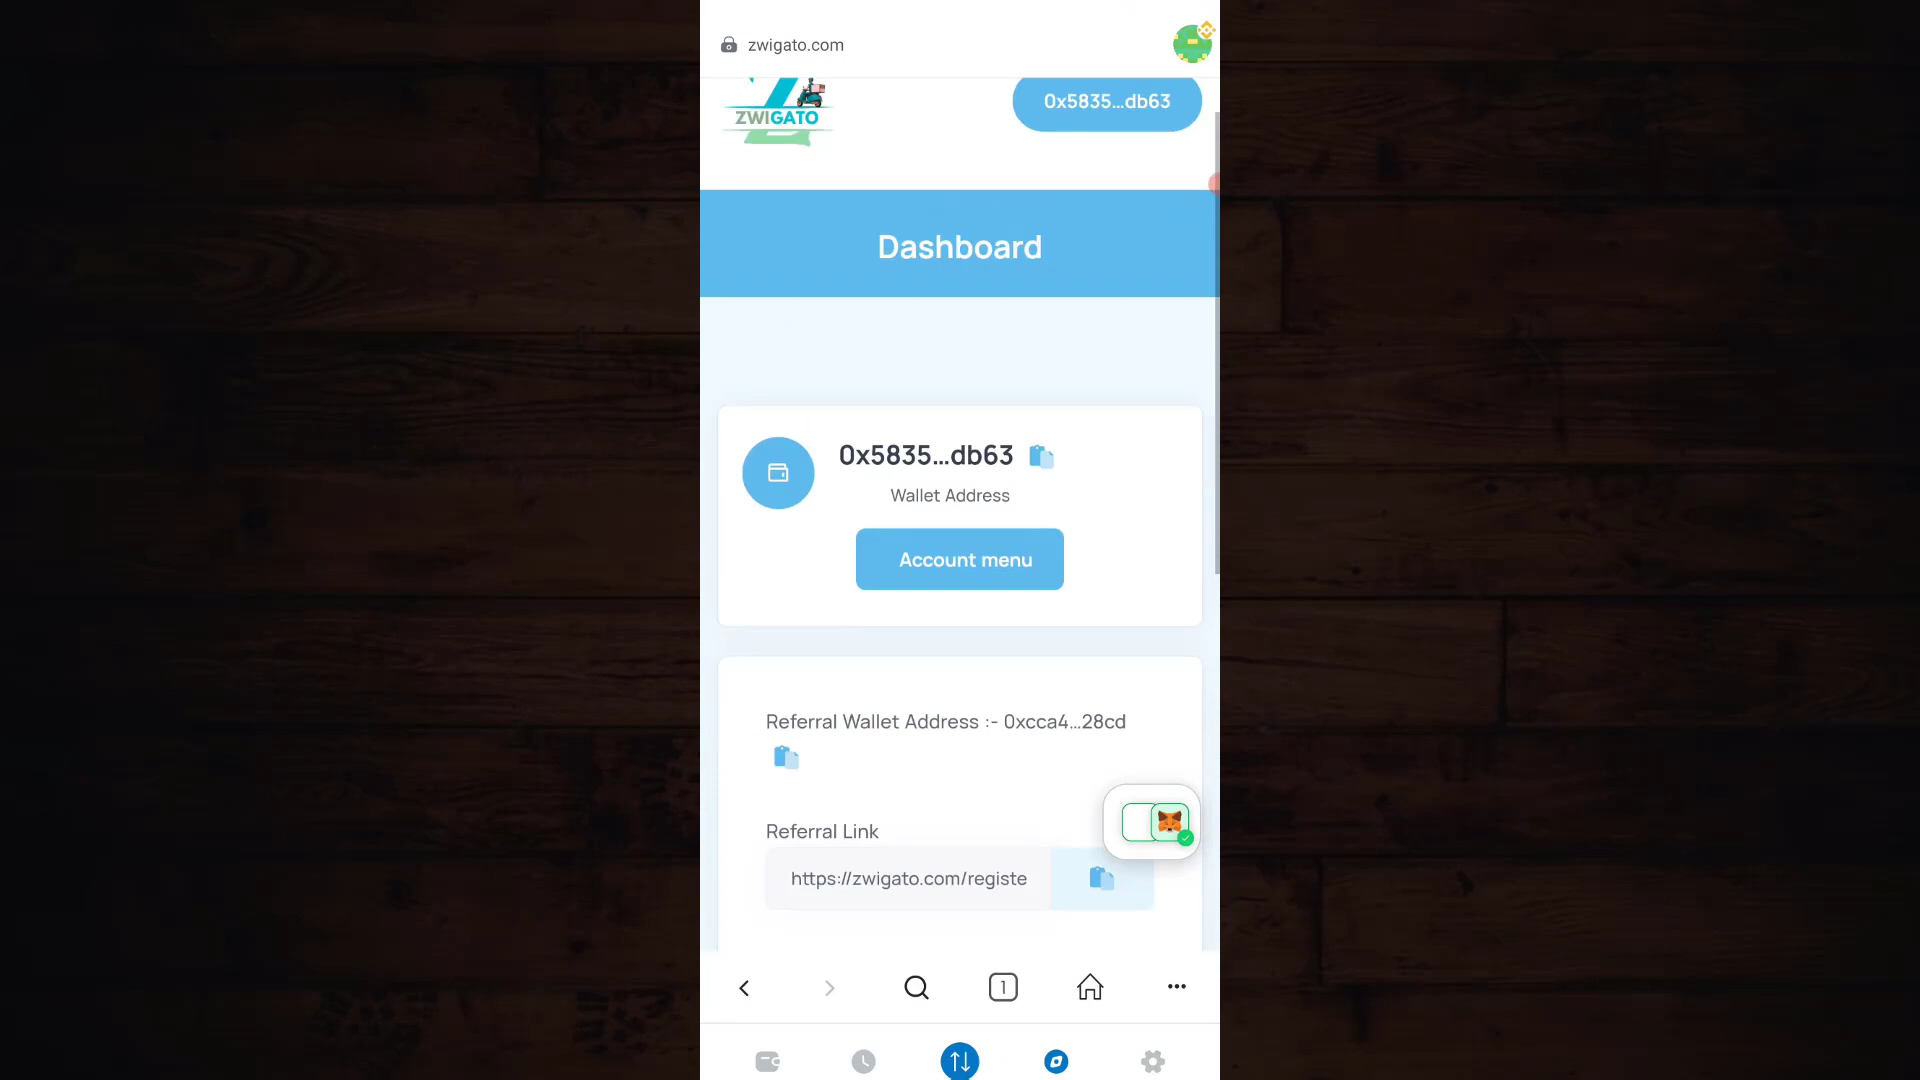 zwigato.com
ZWIGATO
0x5835...db63
Dashboard
0x5835...db63
Wallet Address
Account menu
Referral Wallet Address :- 0xcca4...28cd
Referral Link
https://zwigato.com/registe
1